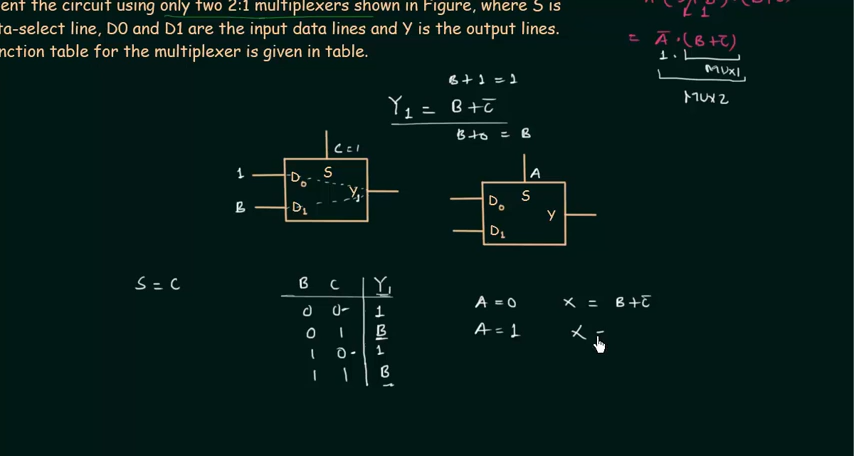 ent the circuit using only two 2:1 multiplexers shown in Figure, where S is
ta-select line, D0 and D1 are the input data lines and Y is the output lines.
nction table for the multiplexer is given in table.
= A̅ · (B + C̅)
1 ·
MUX1
MUX2
B + 1 = 1
Y₁ = B + C̅
B + 0 = B
C = 1
1 D₀ S
Y₁
B D₁
A
D₀ S
Y
D₁
S = C
B C Y₁
0 0 1
0 1 B
1 0 1
1 1 B
A = 0 X = B + C̅
A = 1 X =